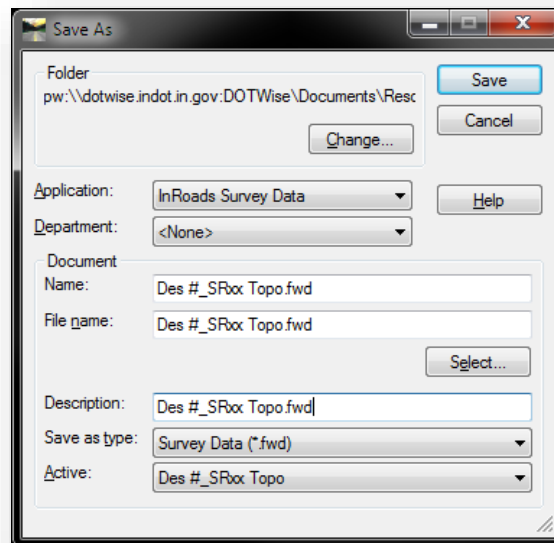 Save As
Folder
pw:\\dotwise.indot.in.gov:DOTWise\Documents\Resc
Change...
Save
Cancel
Help
Application: InRoads Survey Data
Department: <None>
Document
Name: Des #_SRxx Topo.fwd
File name: Des #_SRxx Topo.fwd
Select...
Description: Des #_SRxx Topo.fwd
Save as type: Survey Data (*.fwd)
Active: Des #_SRxx Topo